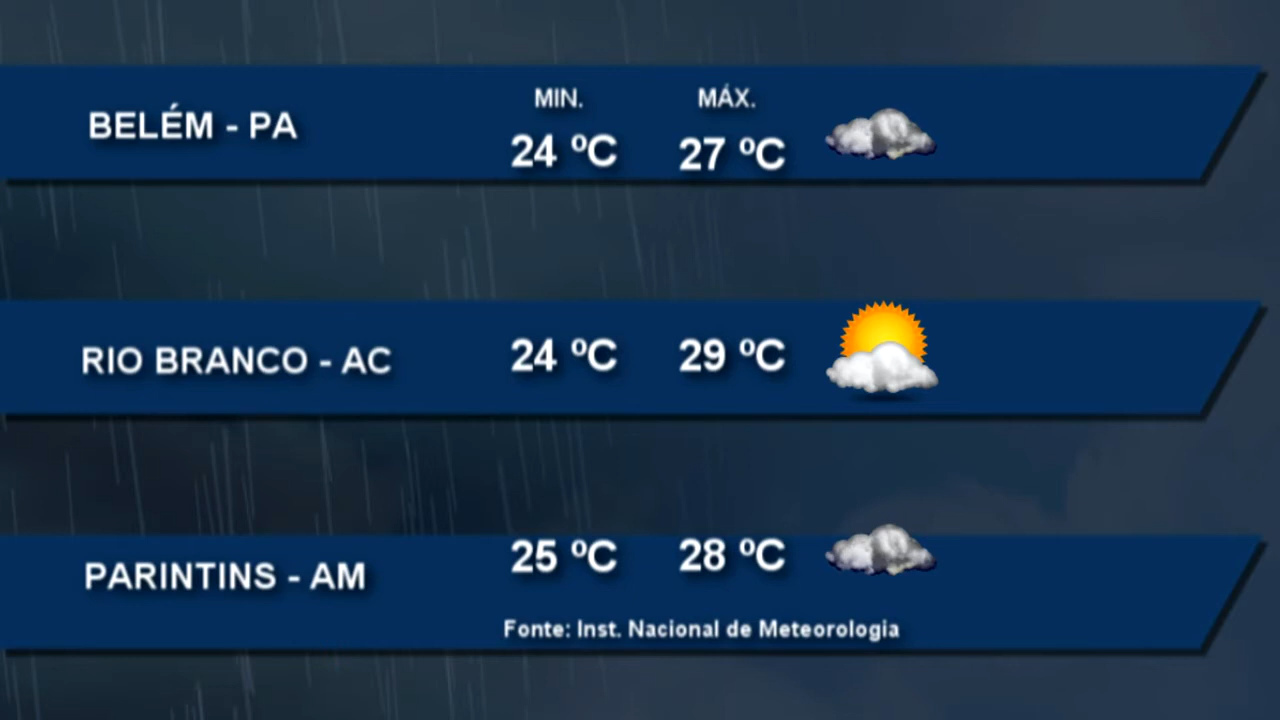 MIN. MÁX.
BELÉM - PA 24 ºC 27 ºC
RIO BRANCO - AC 24 ºC 29 ºC
PARINTINS - AM 25 ºC 28 ºC
Fonte: Inst. Nacional de Meteorologia